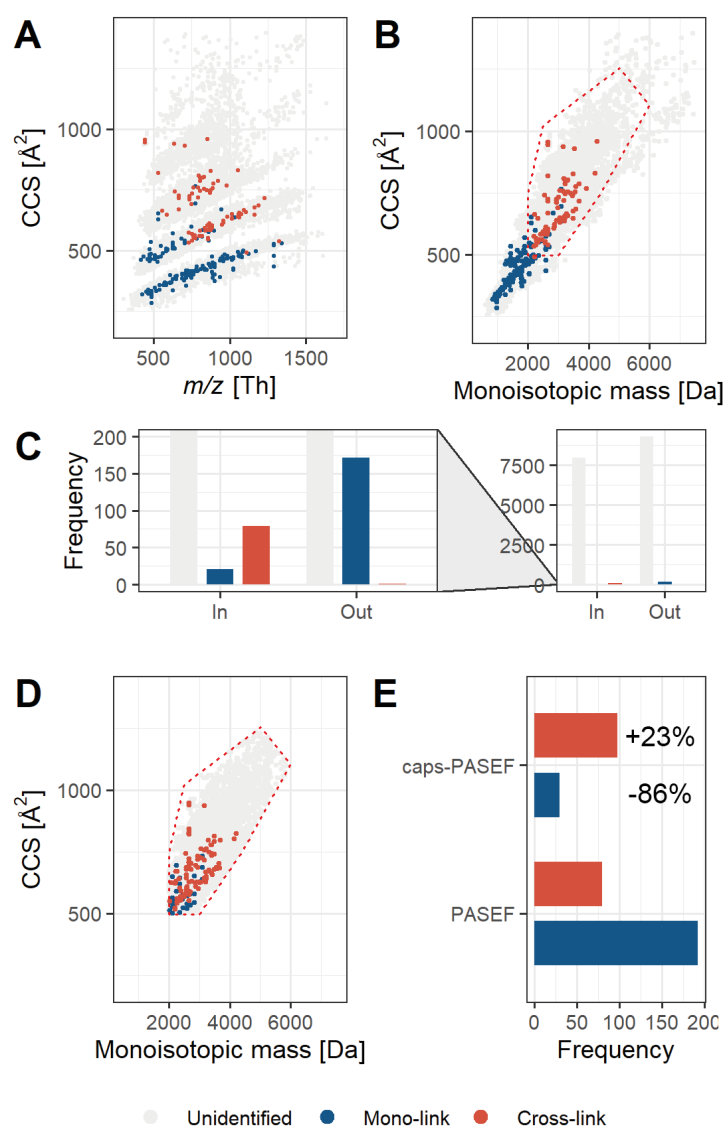 A
CCS [Å²]
1000
500
500
1000
1500
m/z [Th]
B
CCS [Å²]
1000
500
2000
4000
6000
Monoisotopic mass [Da]
C
Frequency
200
150
100
50
0
In
Out
7500
5000
2500
0
In
Out
D
CCS [Å²]
1000
500
2000
4000
6000
Monoisotopic mass [Da]
E
caps-PASEF
PASEF
+23%
-86%
0
50
100
150
200
Frequency
Unidentified Mono-link Cross-link